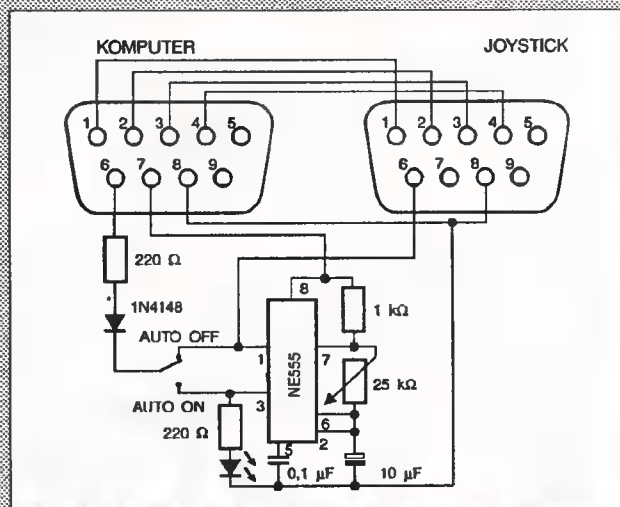 KOMPUTER JOYSTICK
1 2 3 4 5 1 2 3 4 5
6 7 8 9 6 7 8 9
220 Ω
8
1N4148
1 kΩ
AUTO OFF
1 NE555 7
25 kΩ
AUTO ON 3
6
220 Ω 2
5
0,1 µF 10 µF